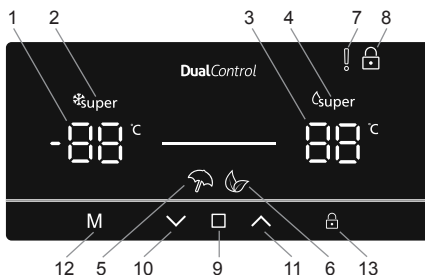 1 2 3 4 7 8
DualControl
super super
-88 °C 88 °C
M
12 5 10 9 11 6 13